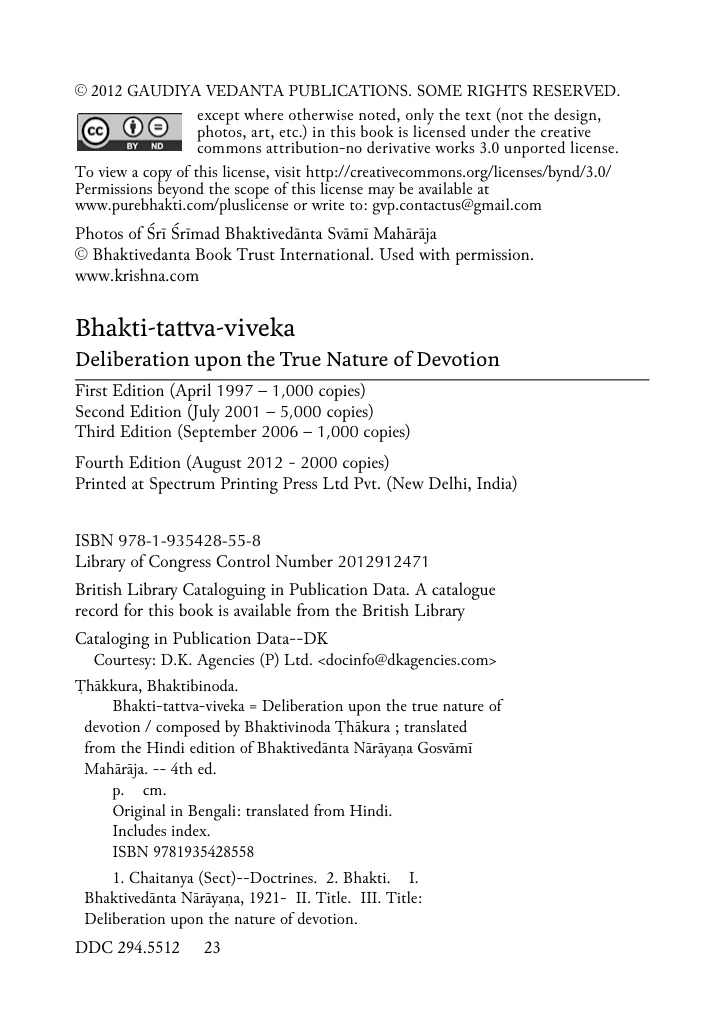 © 2012 GAUDIYA VEDANTA PUBLICATIONS. SOME RIGHTS RESERVED.
cc BY ND
except where otherwise noted, only the text (not the design,
photos, art, etc.) in this book is licensed under the creative
commons attribution-no derivative works 3.0 unported license.
To view a copy of this license, visit http://creativecommons.org/licenses/bynd/3.0/
Permissions beyond the scope of this license may be available at
www.purebhakti.com/pluslicense or write to: gvp.contactus@gmail.com
Photos of Śrī Śrīmad Bhaktivedānta Svāmī Mahārāja
© Bhaktivedanta Book Trust International. Used with permission.
www.krishna.com
Bhakti-tattva-viveka
Deliberation upon the True Nature of Devotion
First Edition (April 1997 – 1,000 copies)
Second Edition (July 2001 – 5,000 copies)
Third Edition (September 2006 – 1,000 copies)
Fourth Edition (August 2012 - 2000 copies)
Printed at Spectrum Printing Press Ltd Pvt. (New Delhi, India)
ISBN 978-1-935428-55-8
Library of Congress Control Number 2012912471
British Library Cataloguing in Publication Data. A catalogue
record for this book is available from the British Library
Cataloging in Publication Data--DK
Courtesy: D.K. Agencies (P) Ltd. <docinfo@dkagencies.com>
Ṭhākkura, Bhaktibinoda.
Bhakti-tattva-viveka = Deliberation upon the true nature of
devotion / composed by Bhaktivinoda Ṭhākura ; translated
from the Hindi edition of Bhaktivedānta Nārāyaṇa Gosvāmī
Mahārāja. -- 4th ed.
p. cm.
Original in Bengali: translated from Hindi.
Includes index.
ISBN 9781935428558
1. Chaitanya (Sect)--Doctrines. 2. Bhakti. I.
Bhaktivedānta Nārāyaṇa, 1921- II. Title. III. Title:
Deliberation upon the nature of devotion.
DDC 294.5512 23